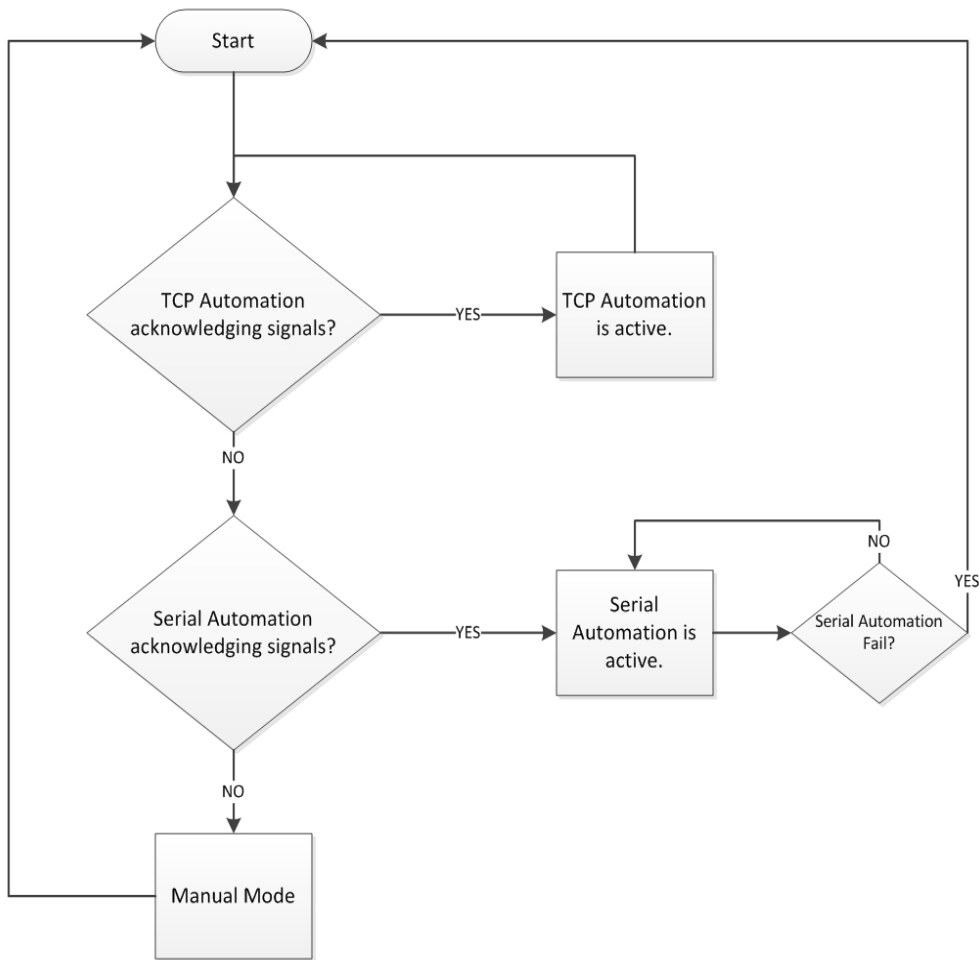 Start
TCP Automation
acknowledging signals?
YES
TCP Automation
is active.
NO
Serial Automation
acknowledging signals?
YES
Serial
Automation is
active.
NO
Serial Automation
Fail?
YES
NO
Manual Mode